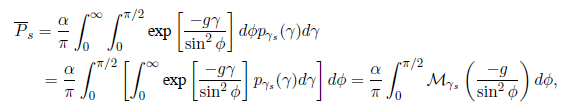 $$\overline{P}_s = \frac{\alpha}{\pi} \int_0^{\infty} \int_0^{\pi/2} \exp\left[\frac{-g\gamma}{\sin^2\phi}\right] d\phi p_{\gamma_s}(\gamma) d\gamma$$
$$= \frac{\alpha}{\pi} \int_0^{\pi/2} \left[\int_0^{\infty} \exp\left[\frac{-g\gamma}{\sin^2\phi}\right] p_{\gamma_s}(\gamma) d\gamma\right] d\phi = \frac{\alpha}{\pi} \int_0^{\pi/2} \mathcal{M}_{\gamma_s}\left(\frac{-g}{\sin^2\phi}\right) d\phi,$$